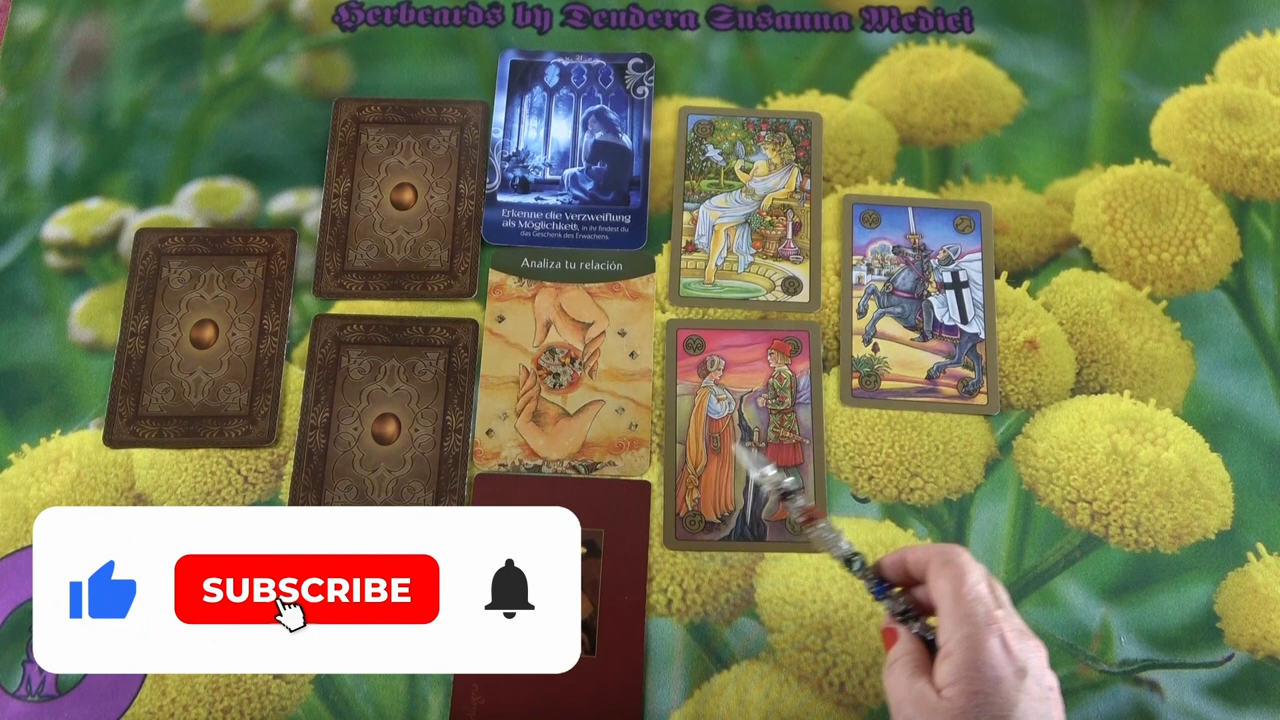 Herbcards by Dendera Susanna Medici
21
Erkenne die Verzweiflung
als Möglichkeit, in ihr findest du
das Geschenk des Erwachens.
Analiza tu relación
SUBSCRIBE